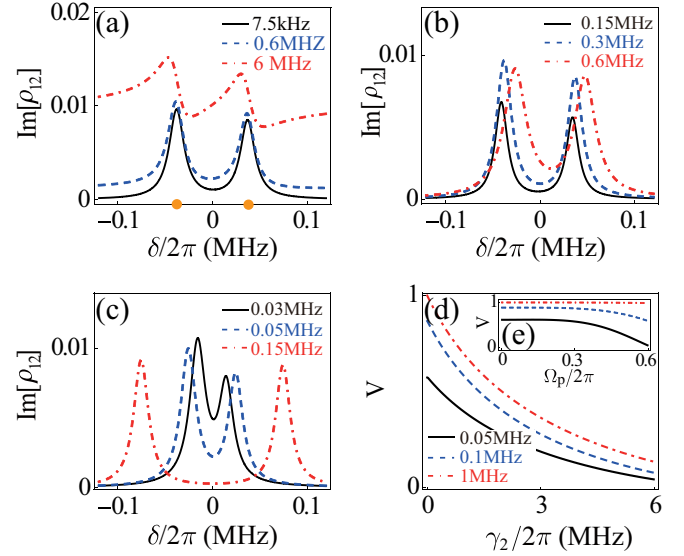 (a)
7.5kHz
0.6MHZ
6 MHz
0.02
0.01
0
Im[ρ12]
−0.1 0 0.1
δ/2π (MHz)
(b)
0.15MHz
0.3MHz
0.6MHz
0.01
0
Im[ρ12]
−0.1 0 0.1
δ/2π (MHz)
(c)
0.03MHz
0.05MHz
0.15MHz
0.01
0
Im[ρ12]
−0.1 0 0.1
δ/2π (MHz)
(d)
1
0
V
0.05MHz
0.1MHz
1MHz
0 3 6
γ2/2π (MHz)
(e)
1
0
V
0 0.3 0.6
Ωp/2π